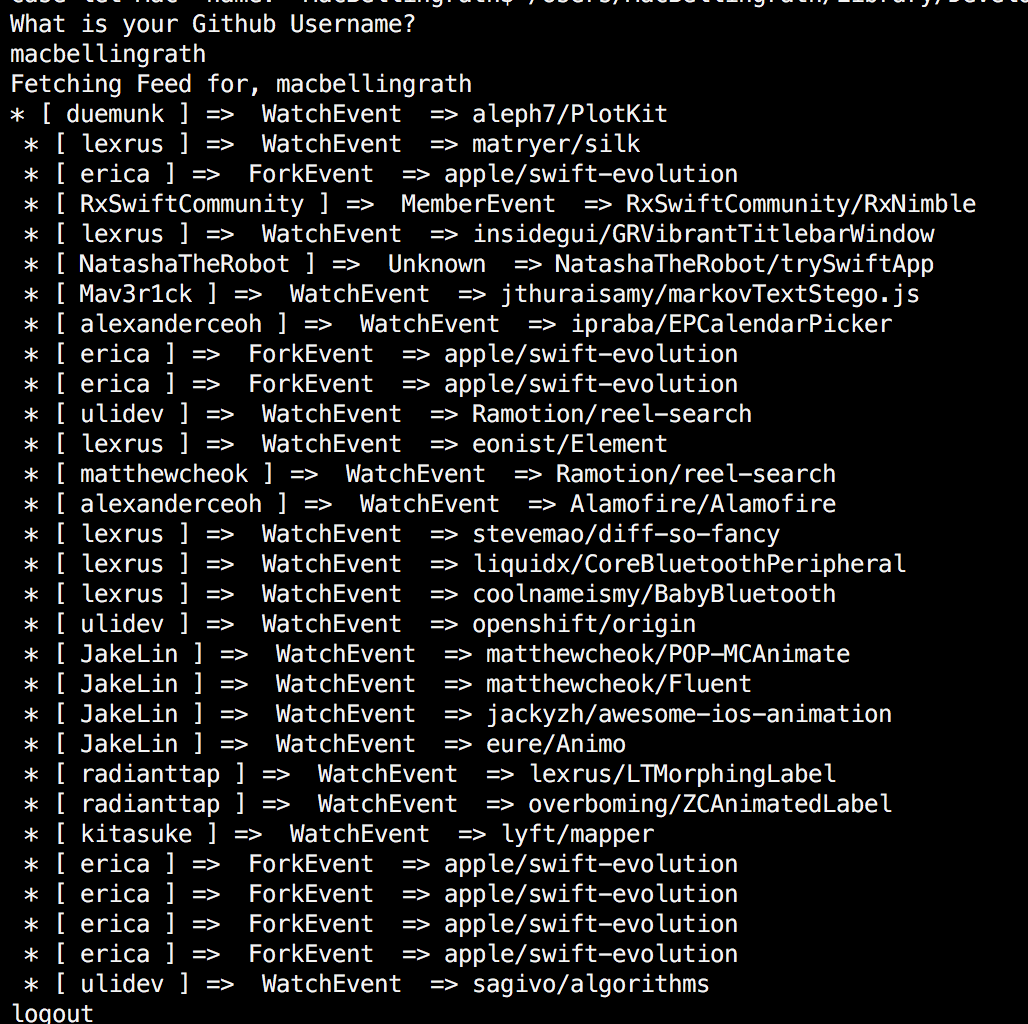 What is your Github Username?
macbellingrath
Fetching Feed for, macbellingrath
* [ duemunk ] =>  WatchEvent  => aleph7/PlotKit
 * [ lexrus ] =>  WatchEvent  => matryer/silk
 * [ erica ] =>  ForkEvent  => apple/swift-evolution
 * [ RxSwiftCommunity ] =>  MemberEvent  => RxSwiftCommunity/RxNimble
 * [ lexrus ] =>  WatchEvent  => insidegui/GRVibrantTitlebarWindow
 * [ NatashaTheRobot ] =>  Unknown  => NatashaTheRobot/trySwiftApp
 * [ Mav3r1ck ] =>  WatchEvent  => jthuraisamy/markovTextStego.js
 * [ alexanderceoh ] =>  WatchEvent  => ipraba/EPCalendarPicker
 * [ erica ] =>  ForkEvent  => apple/swift-evolution
 * [ erica ] =>  ForkEvent  => apple/swift-evolution
 * [ ulidev ] =>  WatchEvent  => Ramotion/reel-search
 * [ lexrus ] =>  WatchEvent  => eonist/Element
 * [ matthewcheok ] =>  WatchEvent  => Ramotion/reel-search
 * [ alexanderceoh ] =>  WatchEvent  => Alamofire/Alamofire
 * [ lexrus ] =>  WatchEvent  => stevemao/diff-so-fancy
 * [ lexrus ] =>  WatchEvent  => liquidx/CoreBluetoothPeripheral
 * [ lexrus ] =>  WatchEvent  => coolnameismy/BabyBluetooth
 * [ ulidev ] =>  WatchEvent  => openshift/origin
 * [ JakeLin ] =>  WatchEvent  => matthewcheok/POP-MCAnimate
 * [ JakeLin ] =>  WatchEvent  => matthewcheok/Fluent
 * [ JakeLin ] =>  WatchEvent  => jackyzh/awesome-ios-animation
 * [ JakeLin ] =>  WatchEvent  => eure/Animo
 * [ radianttap ] =>  WatchEvent  => lexrus/LTMorphingLabel
 * [ radianttap ] =>  WatchEvent  => overboming/ZCAnimatedLabel
 * [ kitasuke ] =>  WatchEvent  => lyft/mapper
 * [ erica ] =>  ForkEvent  => apple/swift-evolution
 * [ erica ] =>  ForkEvent  => apple/swift-evolution
 * [ erica ] =>  ForkEvent  => apple/swift-evolution
 * [ erica ] =>  ForkEvent  => apple/swift-evolution
 * [ ulidev ] =>  WatchEvent  => sagivo/algorithms
logout